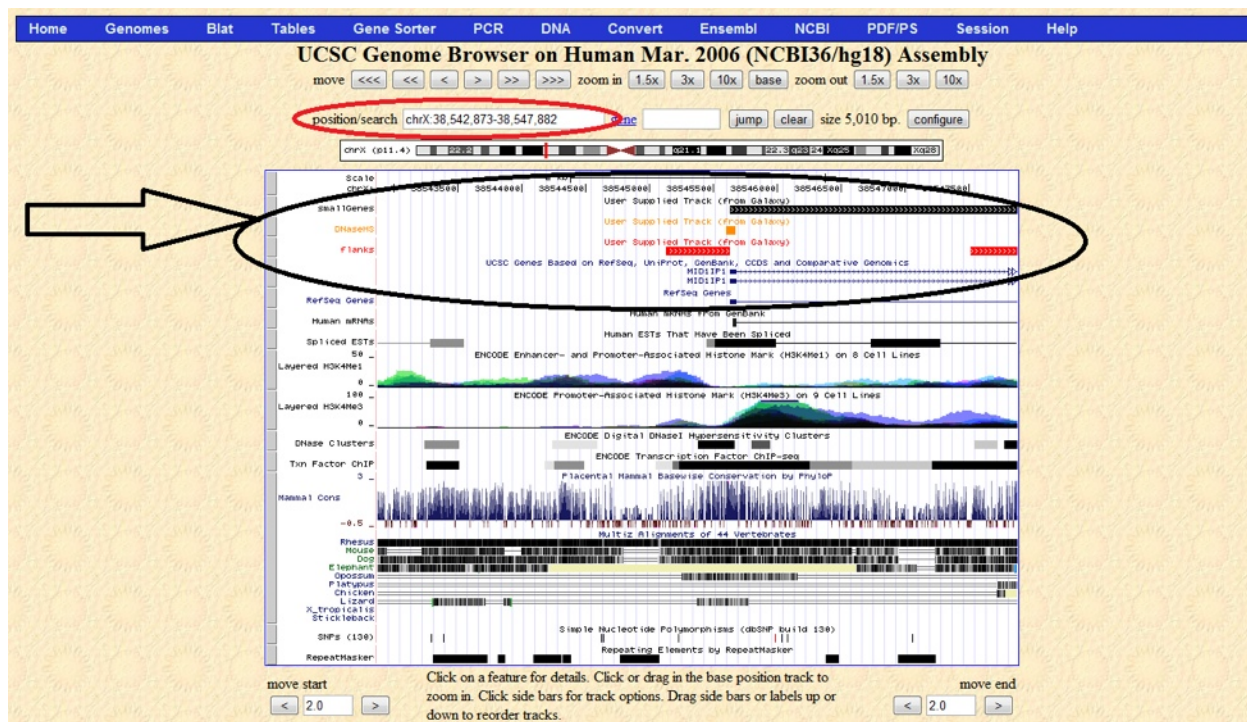 Home Genomes Blat Tables Gene Sorter PCR DNA Convert Ensembl NCBI PDF/PS Session Help
UCSC Genome Browser on Human Mar. 2006 (NCBI36/hg18) Assembly
move <<< << < > >> >>> zoom in 1.5x 3x 10x base zoom out 1.5x 3x 10x
position/search chrX:38,542,873-38,547,882 gene jump clear size 5,010 bp. configure
chrX (p11.4) 22.2 q21.1 22.3 q23 24 Xq25 Xq28
Scale
chrX: 38543500| 38544000| 38544500| 38545000| 38545500| 38546000| 38546500| 38547000|
User Supplied Track (from Galaxy)
smallGenes
User Supplied Track (from Galaxy)
DNaseHS
User Supplied Track (from Galaxy)
flanks
UCSC Genes Based on RefSeq, UniProt, GenBank, CCDS and Comparative Genomics
MID1IP1
MID1IP1
RefSeq Genes
RefSeq Genes
Human mRNAs from GenBank
Human mRNAs
Human ESTs That Have Been Spliced
Spliced ESTs
50 _ ENCODE Enhancer- and Promoter-Associated Histone Mark (H3K4Me1) on 8 Cell Lines
Layered H3K4Me1
0 _
100 _ ENCODE Promoter-Associated Histone Mark (H3K4Me3) on 9 Cell Lines
Layered H3K4Me3
0 _
ENCODE Digital DNaseI Hypersensitivity Clusters
DNase Clusters
ENCODE Transcription Factor ChIP-seq
Txn Factor ChIP
3 _ Placental Mammal Basewise Conservation by PhyloP
Mammal Cons
-0.5 _
Multiz Alignments of 44 Vertebrates
Rhesus
Mouse
Dog
Elephant
Opossum
Platypus
Chicken
Lizard
X_tropicalis
Stickleback
Simple Nucleotide Polymorphisms (dbSNP build 130)
SNPs (130)
Repeating Elements by RepeatMasker
RepeatMasker
move start Click on a feature for details. Click or drag in the base position track to move end
< 2.0 > zoom in. Click side bars for track options. Drag side bars or labels up or < 2.0 >
down to reorder tracks.